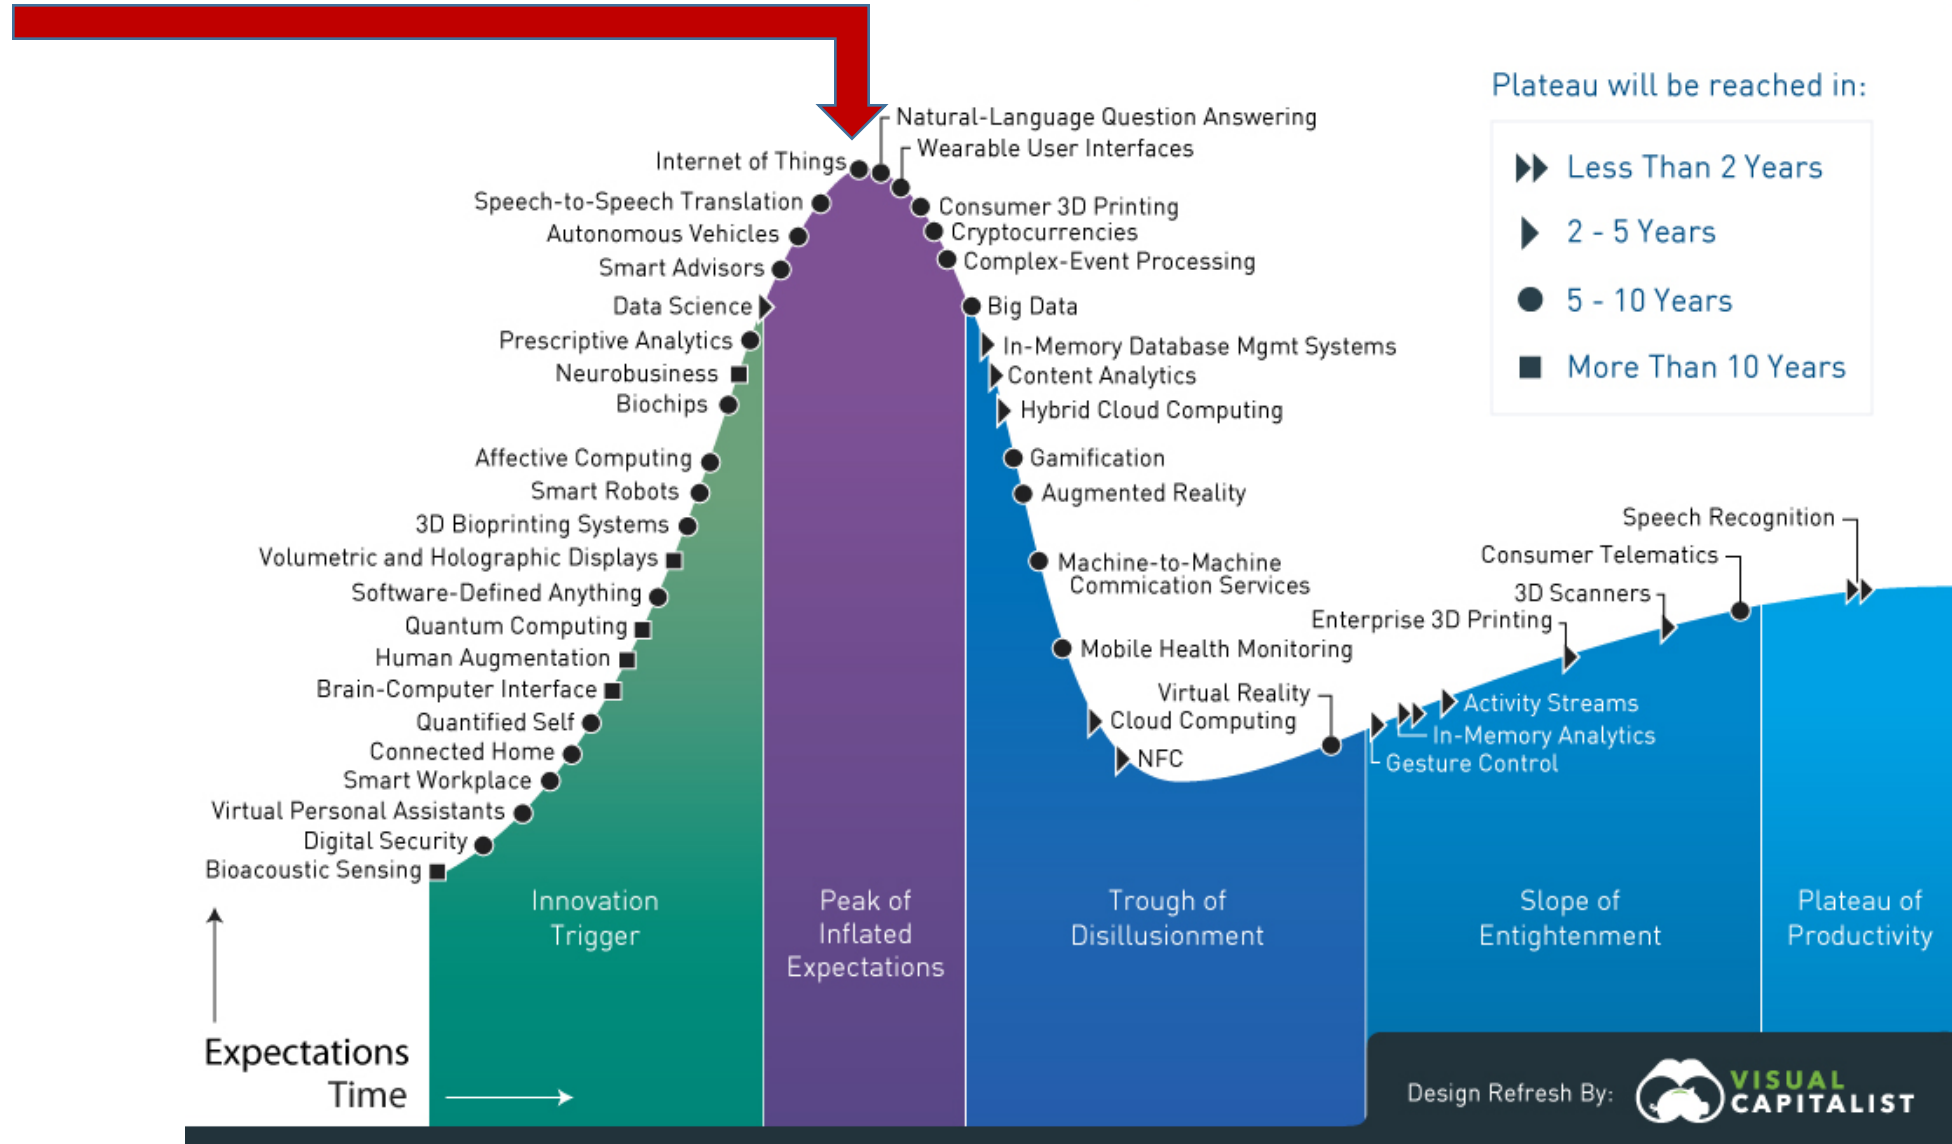 Plateau will be reached in:
Less Than 2 Years
2 - 5 Years
5 - 10 Years
More Than 10 Years
Natural-Language Question Answering
Wearable User Interfaces
Internet of Things
Speech-to-Speech Translation
Autonomous Vehicles
Smart Advisors
Data Science
Prescriptive Analytics
Neurobusiness
Biochips
Affective Computing
Smart Robots
3D Bioprinting Systems
Volumetric and Holographic Displays
Software-Defined Anything
Quantum Computing
Human Augmentation
Brain-Computer Interface
Quantified Self
Connected Home
Smart Workplace
Virtual Personal Assistants
Digital Security
Bioacoustic Sensing
Consumer 3D Printing
Cryptocurrencies
Complex-Event Processing
Big Data
In-Memory Database Mgmt Systems
Content Analytics
Hybrid Cloud Computing
Gamification
Augmented Reality
Machine-to-Machine
Commication Services
Mobile Health Monitoring
Virtual Reality
Cloud Computing
NFC
Speech Recognition
Consumer Telematics
3D Scanners
Enterprise 3D Printing
Activity Streams
In-Memory Analytics
Gesture Control
Innovation
Trigger
Peak of
Inflated
Expectations
Trough of
Disillusionment
Slope of
Entightenment
Plateau of
Productivity
Expectations
Time
Design Refresh By:
VISUAL
CAPITALIST